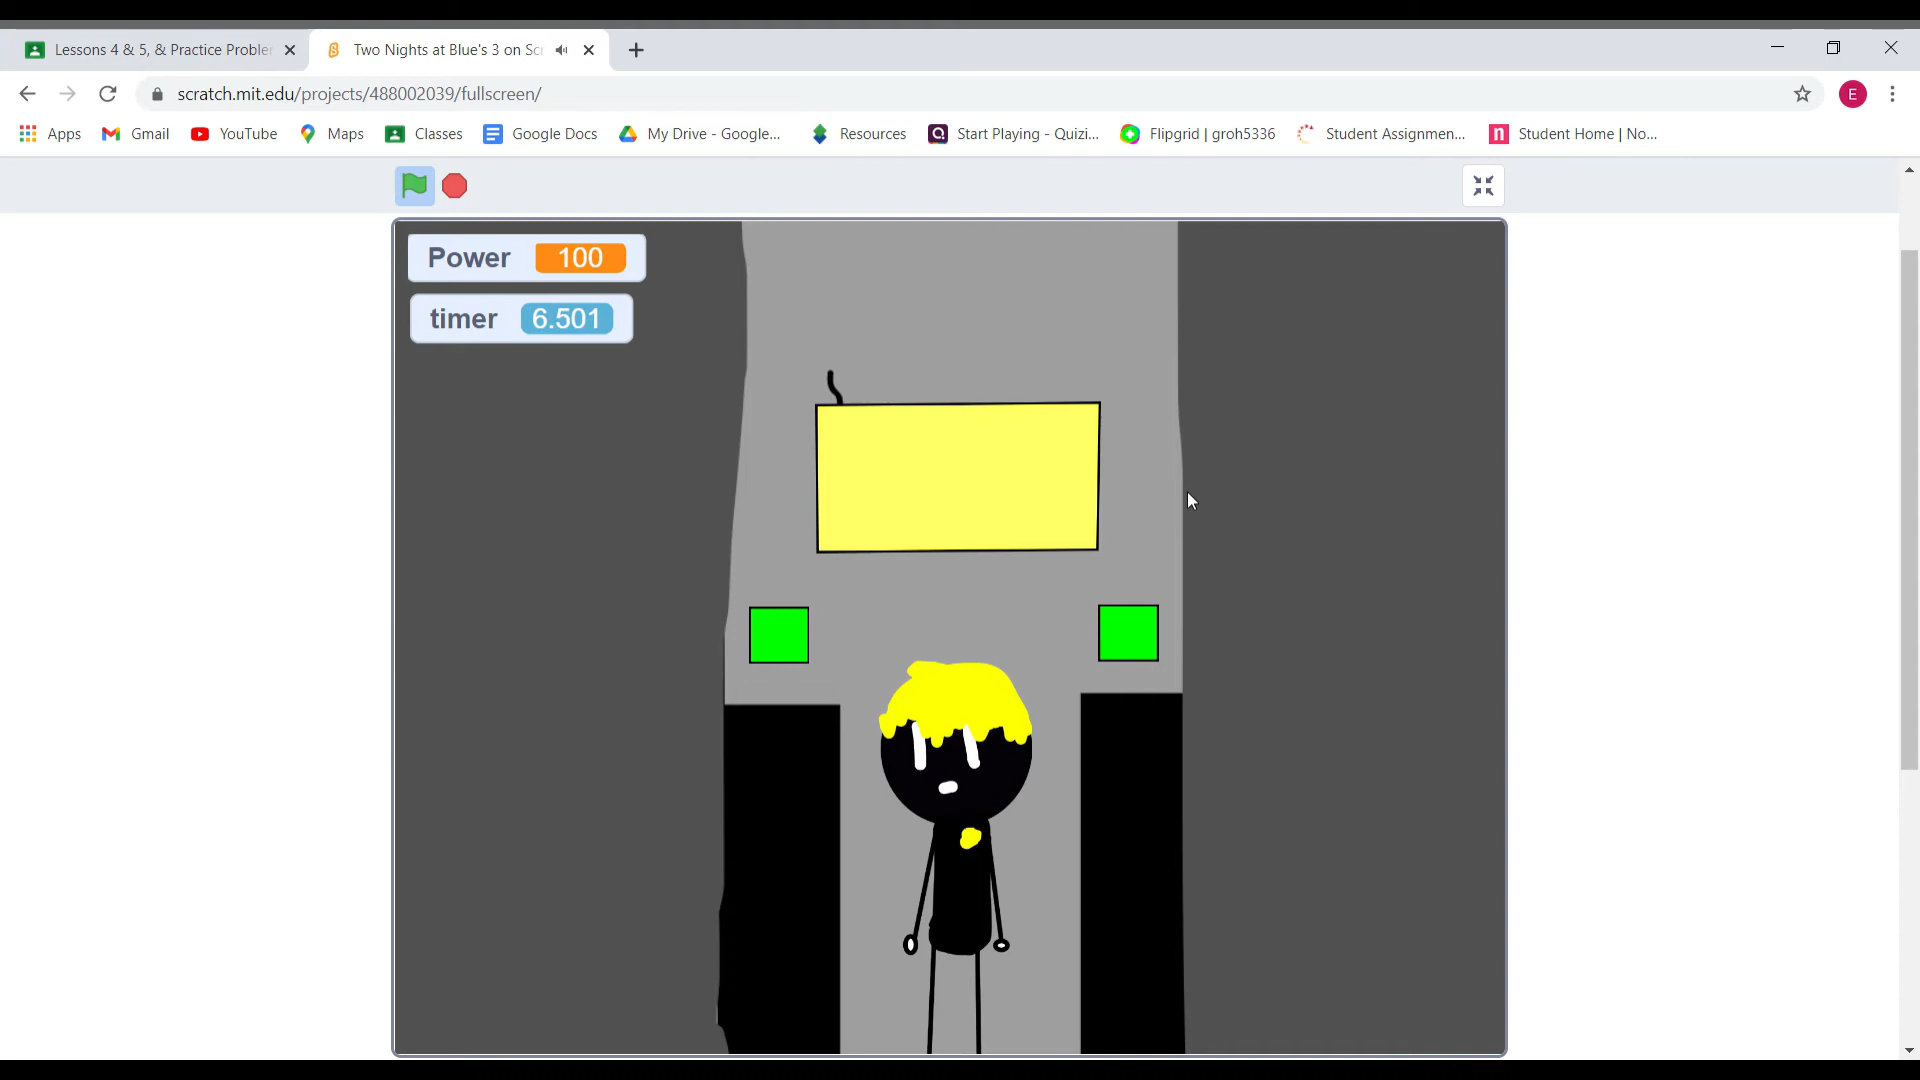 Lessons 4 & 5, & Practice Proble
Two Nights at Blue's 3 on Scr
scratch.mit.edu/projects/488002039/fullscreen/
E
Apps
Gmail
YouTube
Maps
Classes
Google Docs
My Drive - Google...
Resources
Start Playing - Quizi...
Flipgrid | groh5336
Student Assignmen...
n
Student Home | No...
Power 100
timer 6.501